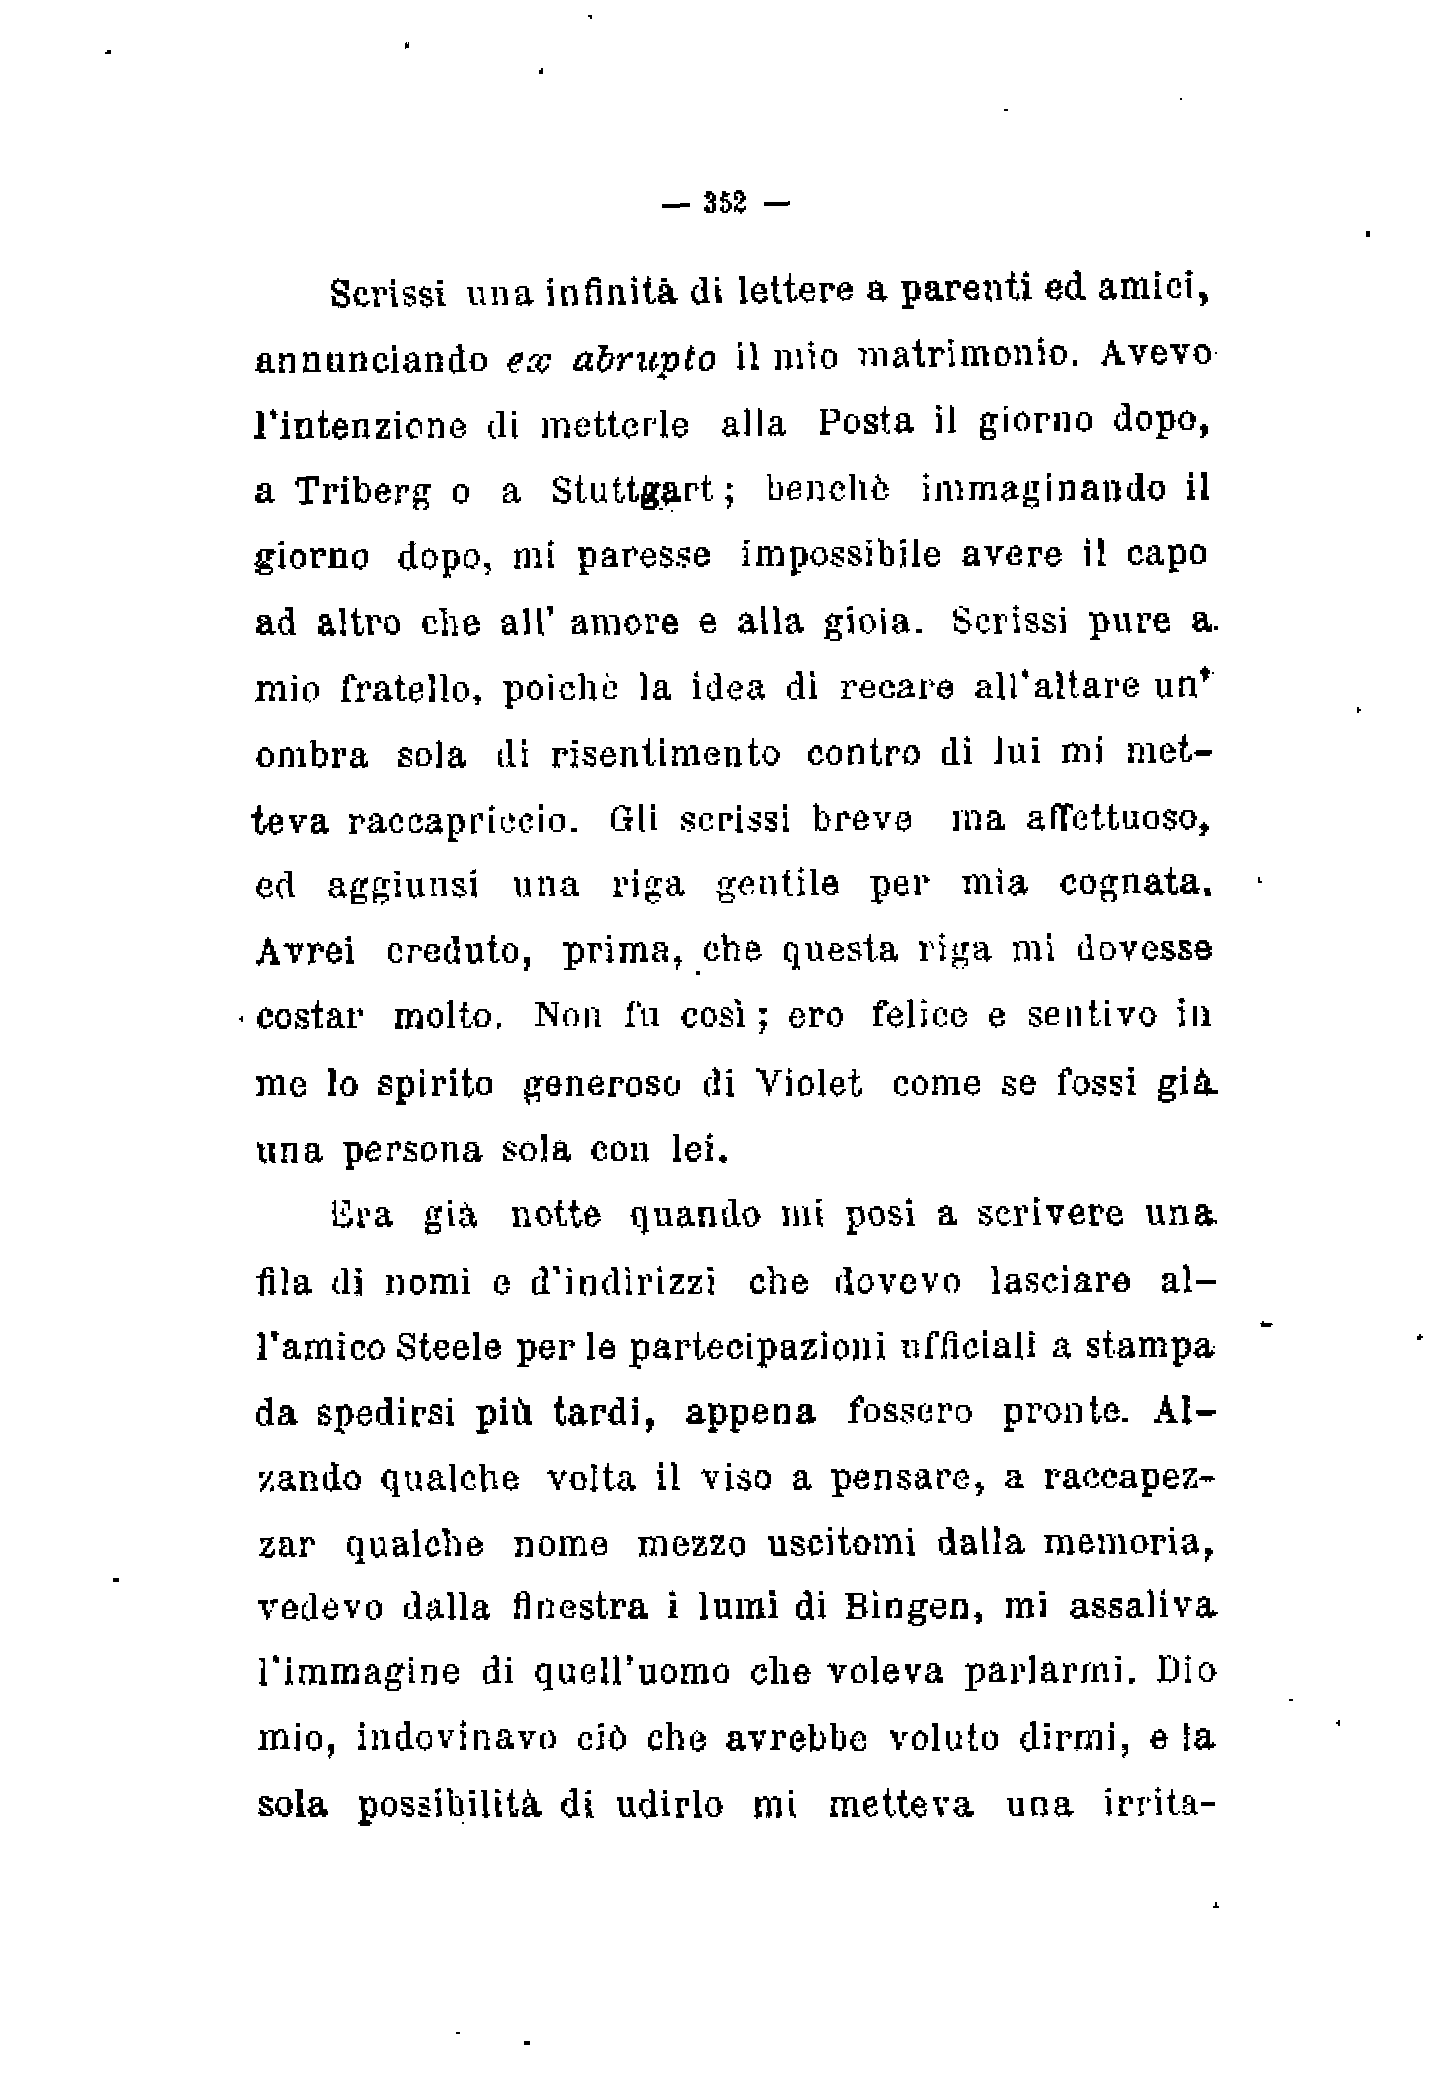 — 352 —
Scrissi una infinità di lettere a parenti ed amici,
annunciando ex abrupto il mio matrimonio. Avevo
l'intenzione di metterle alla Posta il giorno dopo,
a Triberg o a Stuttgart; benchè immaginando il
giorno dopo, mi paresse impossibile avere il capo
ad altro che all' amore e alla gioia. Scrissi pure a
mio fratello, poichè la idea di recare all'altare un'
ombra sola di risentimento contro di lui mi met-
teva raccapriccio. Gli scrissi breve ma affettuoso,
ed aggiunsi una riga gentile per mia cognata.
Avrei creduto, prima, che questa riga mi dovesse
costar molto. Non fu così; ero felice e sentivo in
me lo spirito generoso di Violet come se fossi già
una persona sola con lei.
Era già notte quando mi posi a scrivere una
fila di nomi e d'indirizzi che dovevo lasciare al-
l'amico Steele per le partecipazioni ufficiali a stampa
da spedirsi più tardi, appena fossero pronte. Al-
zando qualche volta il viso a pensare, a raccapez-
zar qualche nome mezzo uscitomi dalla memoria,
vedevo dalla finestra i lumi di Bingen, mi assaliva
l'immagine di quell'uomo che voleva parlarmi. Dio
mio, indovinavo ciò che avrebbe voluto dirmi, e la
sola possibilità di udirlo mi metteva una irrita-